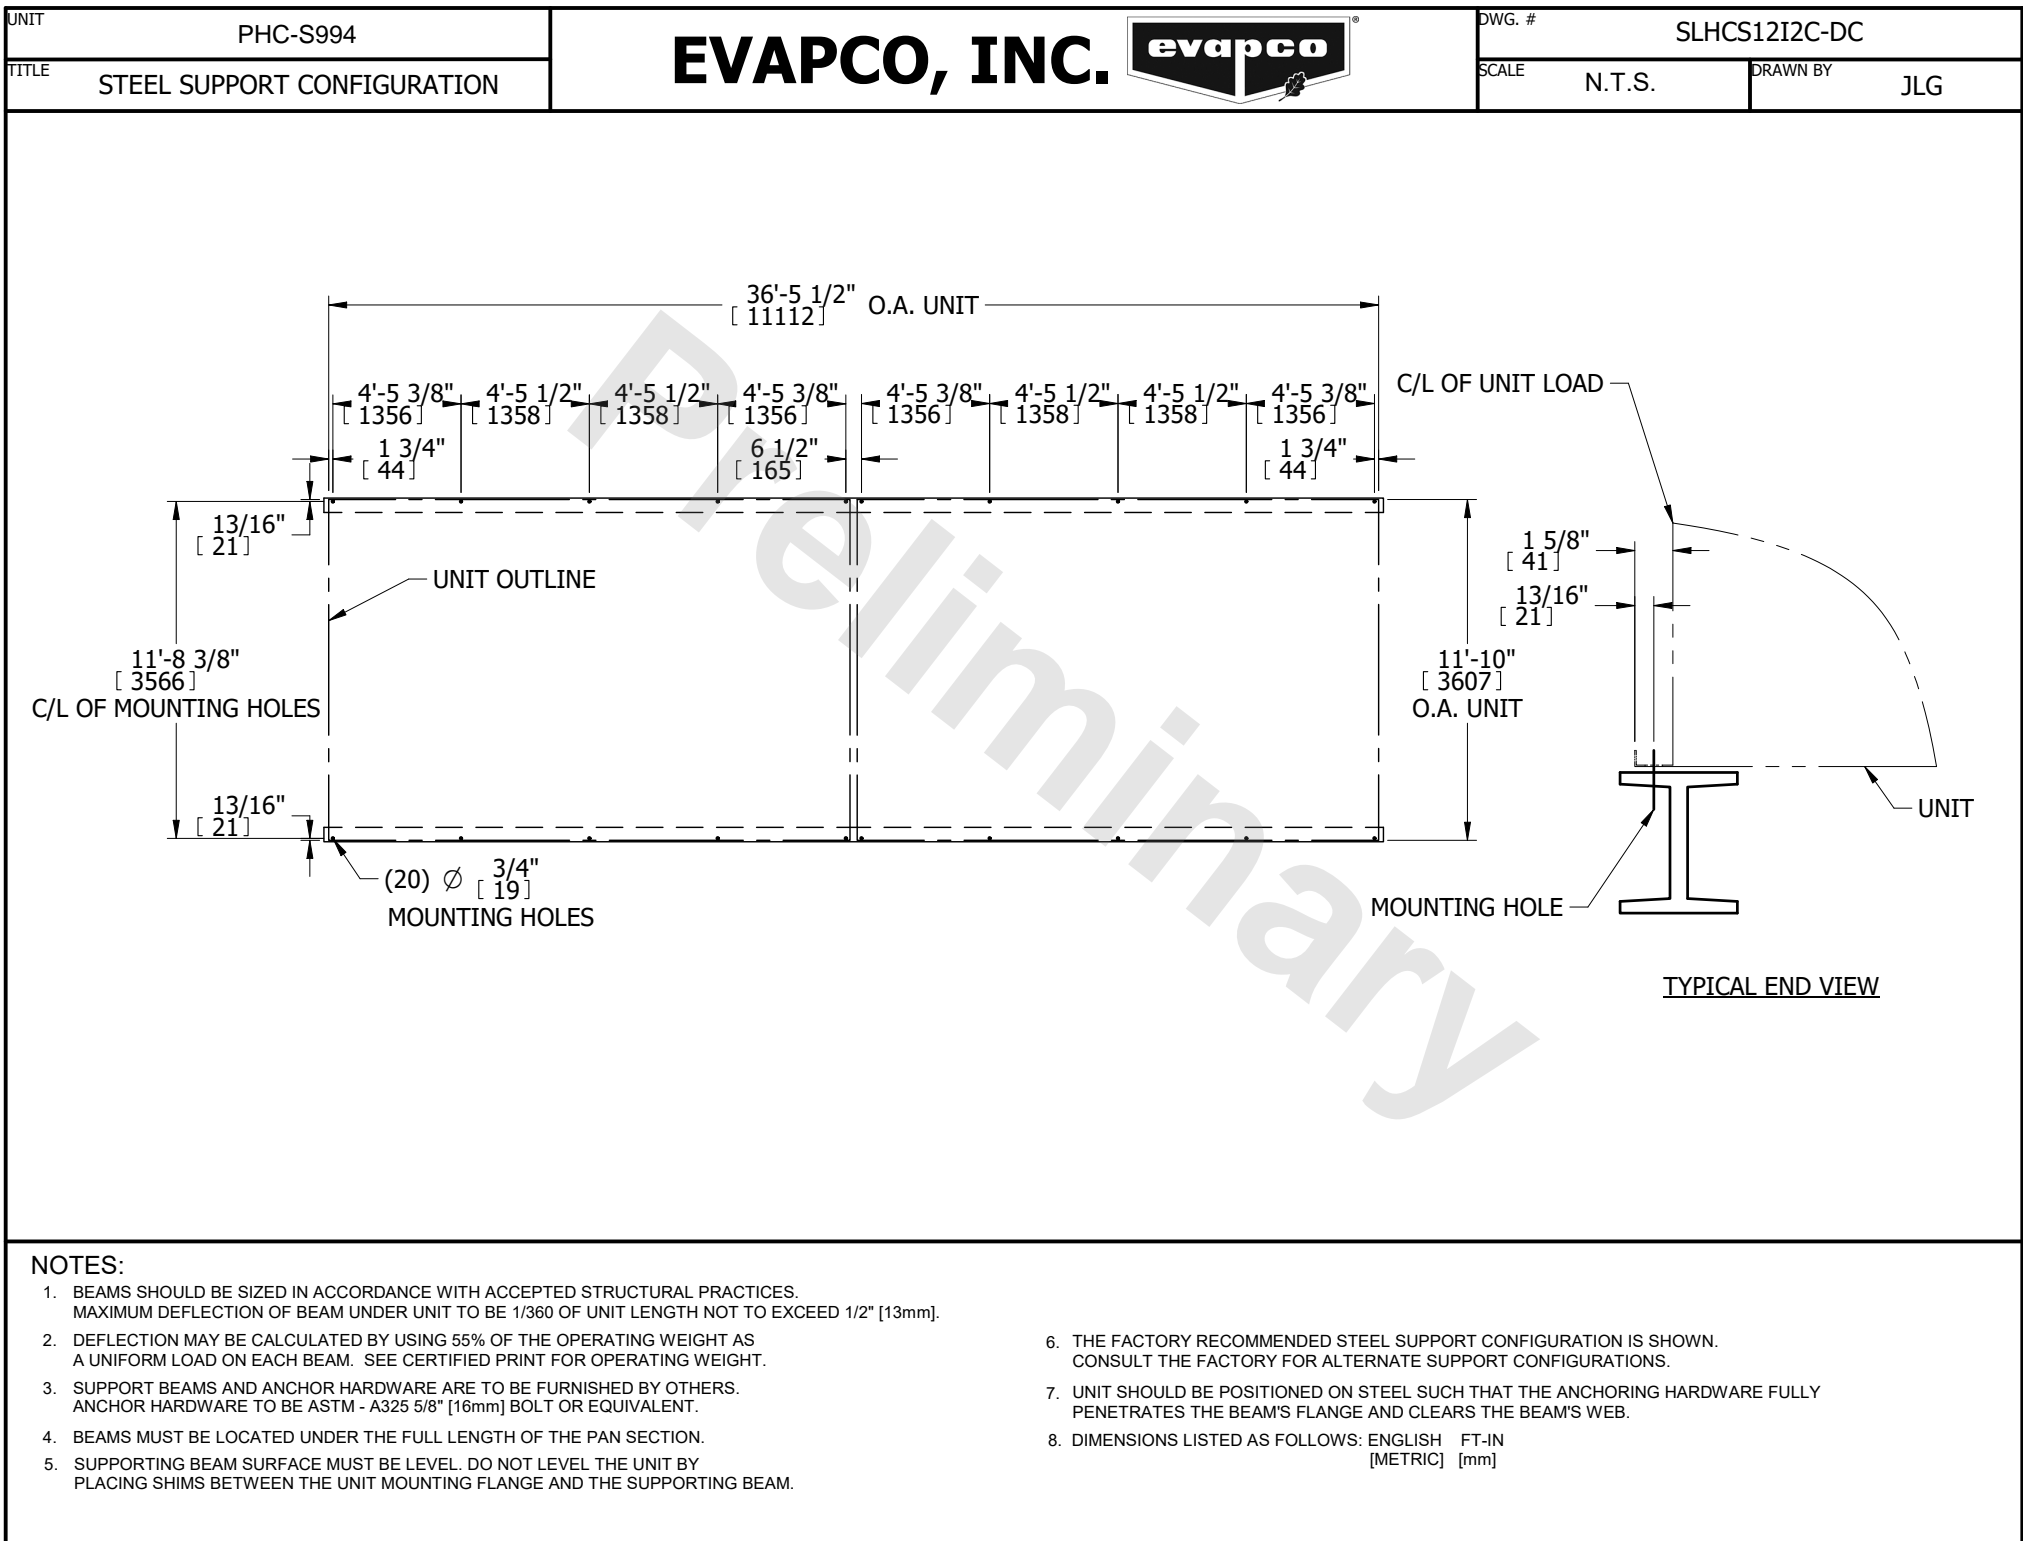 UNIT
PHC-S994
TITLE
STEEL SUPPORT CONFIGURATION
EVAPCO, INC.
evapco
®
DWG. #
SLHCS12I2C-DC
SCALE
N.T.S.
DRAWN BY
JLG
36'-5 1/2"
[ 11112 ]
O.A. UNIT
4'-5 3/8" 4'-5 1/2" 4'-5 1/2" 4'-5 3/8" 4'-5 3/8" 4'-5 1/2" 4'-5 1/2" 4'-5 3/8"
[ 1356 ] [ 1358 ] [ 1358 ] [ 1356 ] [ 1356 ] [ 1358 ] [ 1358 ] [ 1356 ]
1 3/4" 6 1/2" 1 3/4"
[ 44 ] [ 165 ] [ 44 ]
C/L OF UNIT LOAD
13/16"
[ 21 ]
UNIT OUTLINE
11'-8 3/8"
[ 3566 ]
C/L OF MOUNTING HOLES
13/16"
[ 21 ]
(20) Ø 3/4"
[ 19 ]
MOUNTING HOLES
11'-10"
[ 3607 ]
O.A. UNIT
1 5/8"
[ 41 ]
13/16"
[ 21 ]
UNIT
MOUNTING HOLE
TYPICAL END VIEW
Preliminary
NOTES:
1. BEAMS SHOULD BE SIZED IN ACCORDANCE WITH ACCEPTED STRUCTURAL PRACTICES.
MAXIMUM DEFLECTION OF BEAM UNDER UNIT TO BE 1/360 OF UNIT LENGTH NOT TO EXCEED 1/2" [13mm].
2. DEFLECTION MAY BE CALCULATED BY USING 55% OF THE OPERATING WEIGHT AS
A UNIFORM LOAD ON EACH BEAM. SEE CERTIFIED PRINT FOR OPERATING WEIGHT.
3. SUPPORT BEAMS AND ANCHOR HARDWARE ARE TO BE FURNISHED BY OTHERS.
ANCHOR HARDWARE TO BE ASTM - A325 5/8" [16mm] BOLT OR EQUIVALENT.
4. BEAMS MUST BE LOCATED UNDER THE FULL LENGTH OF THE PAN SECTION.
5. SUPPORTING BEAM SURFACE MUST BE LEVEL. DO NOT LEVEL THE UNIT BY
PLACING SHIMS BETWEEN THE UNIT MOUNTING FLANGE AND THE SUPPORTING BEAM.
6. THE FACTORY RECOMMENDED STEEL SUPPORT CONFIGURATION IS SHOWN.
CONSULT THE FACTORY FOR ALTERNATE SUPPORT CONFIGURATIONS.
7. UNIT SHOULD BE POSITIONED ON STEEL SUCH THAT THE ANCHORING HARDWARE FULLY
PENETRATES THE BEAM'S FLANGE AND CLEARS THE BEAM'S WEB.
8. DIMENSIONS LISTED AS FOLLOWS: ENGLISH FT-IN
[METRIC] [mm]